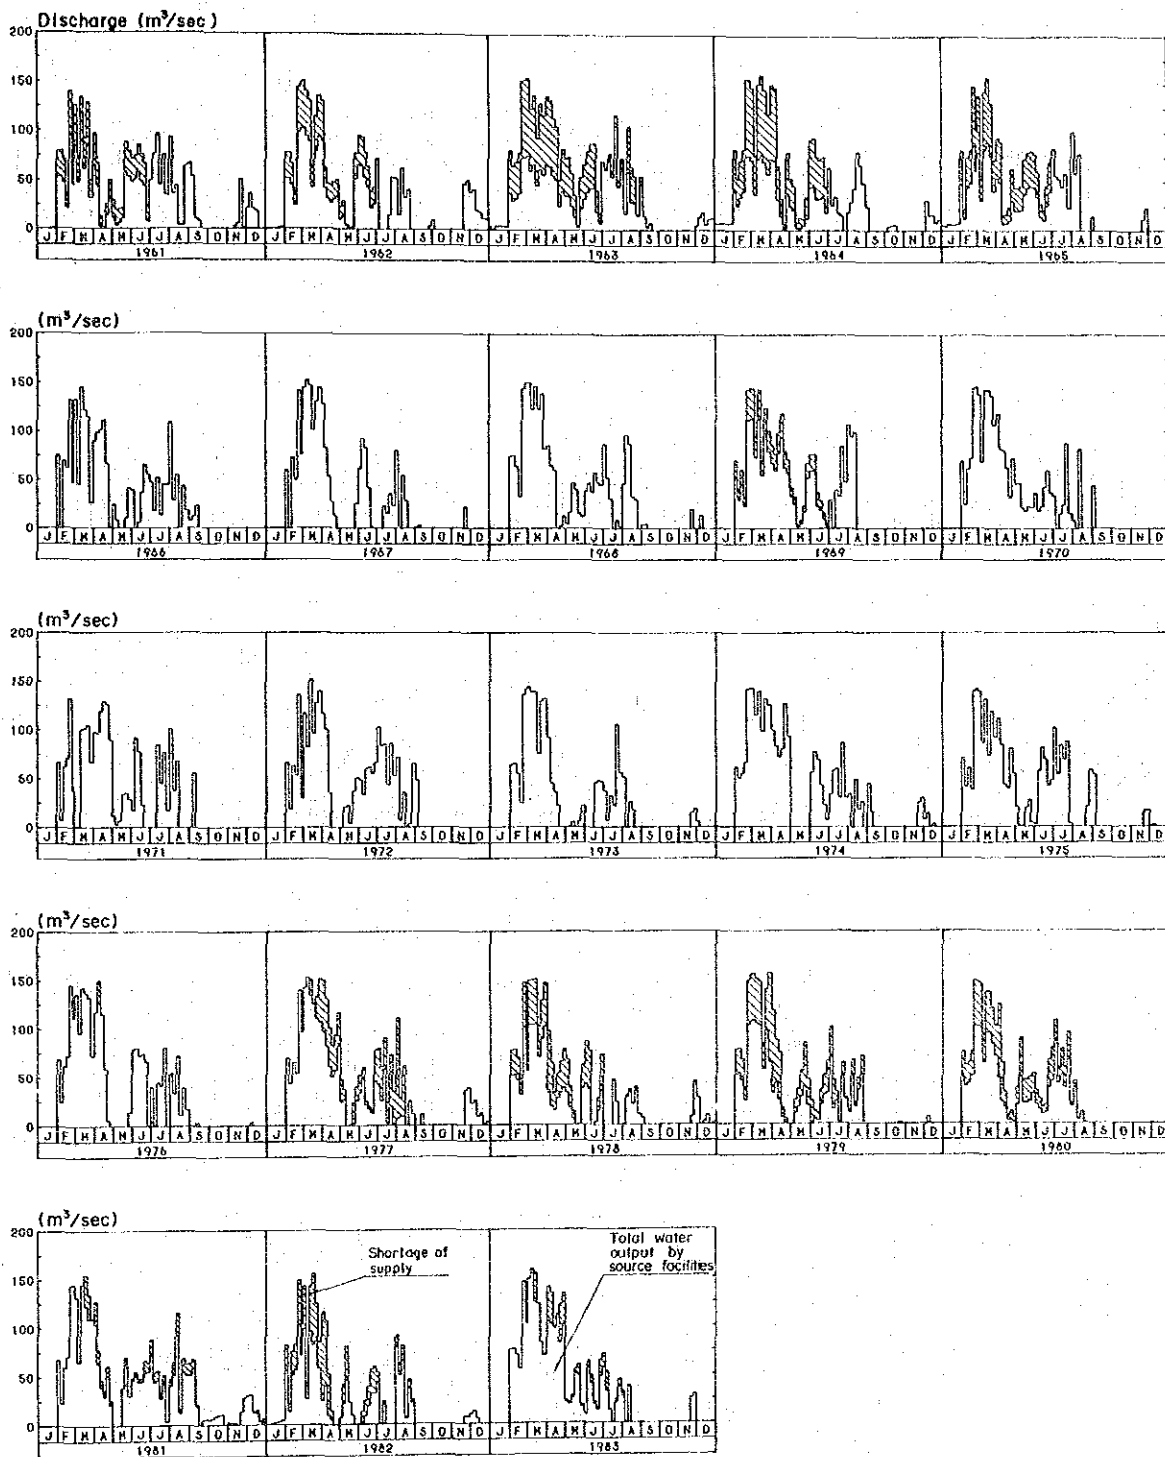 Discharge (m³/sec)
200
150
100
50
0
J F M A M J J A S O N D J F M A M J J A S O N D J F M A M J J A S O N D J F M A M J J A S O N D J F M A M J J A S O N D
1961 1962 1963 1964 1965
(m³/sec)
200
150
100
50
0
J F M A M J J A S O N D J F M A M J J A S O N D J F M A M J J A S O N D J F M A M J J A S O N D J F M A M J J A S O N D
1966 1967 1968 1969 1970
(m³/sec)
200
150
100
50
0
J F M A M J J A S O N D J F M A M J J A S O N D J F M A M J J A S O N D J F M A M J J A S O N D J F M A M J J A S O N D
1971 1972 1973 1974 1975
(m³/sec)
200
150
100
50
0
J F M A M J J A S O N D J F M A M J J A S O N D J F M A M J J A S O N D J F M A M J J A S O N D J F M A M J J A S O N D
1976 1977 1978 1979 1980
(m³/sec)
200
150
100
50
0
Shortage of
supply
Total water
output by
source facilities
J F M A M J J A S O N D J F M A M J J A S O N D J F M A M J J A S O N D
1981 1982 1983